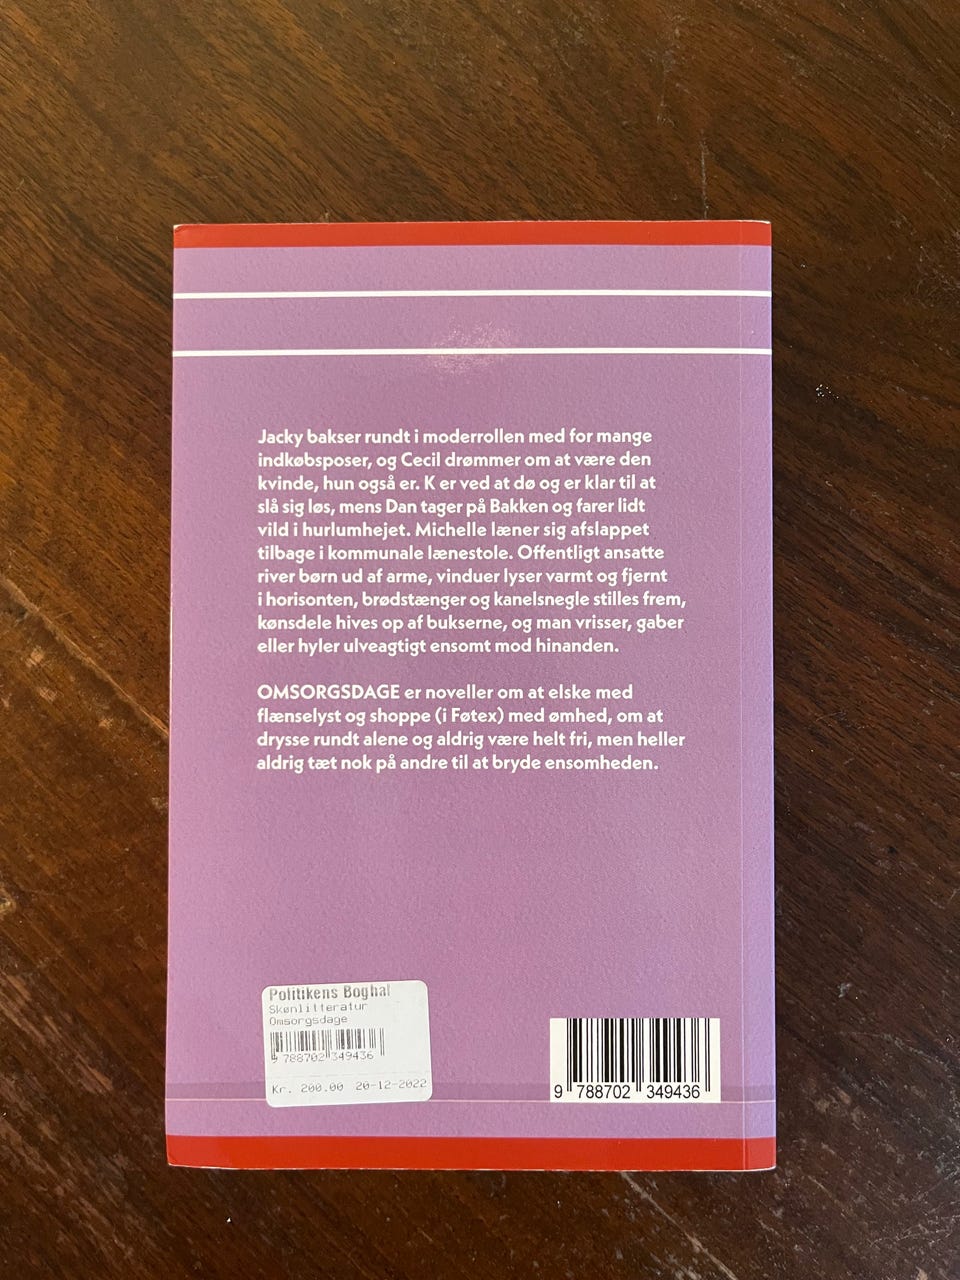 Jacky bakser rundt i moderrollen med for mange
indkøbsposer, og Cecil drømmer om at være den
kvinde, hun også er. K er ved at dø og er klar til at
slå sig løs, mens Dan tager på Bakken og farer lidt
vild i hurlumhejet. Michelle læner sig afslappet
tilbage i kommunale lænestole. Offentligt ansatte
river børn ud af arme, vinduer lyser varmt og fjernt
i horisonten, brødstænger og kanelsnegle stilles frem,
kønsdele hives op af bukserne, og man vrisser, gaber
eller hyler ulveagtigt ensomt mod hinanden.
OMSORGSDAGE er noveller om at elske med
flænselyst og shoppe (i Føtex) med ømhed, om at
drysse rundt alene og aldrig være helt fri, men heller
aldrig tæt nok på andre til at bryde ensomheden.
Politikens Boghal
Skønlitteratur
Omsorgsdage
9 788702 349436
Kr. 200.00 20-12-2022
9 788702 349436